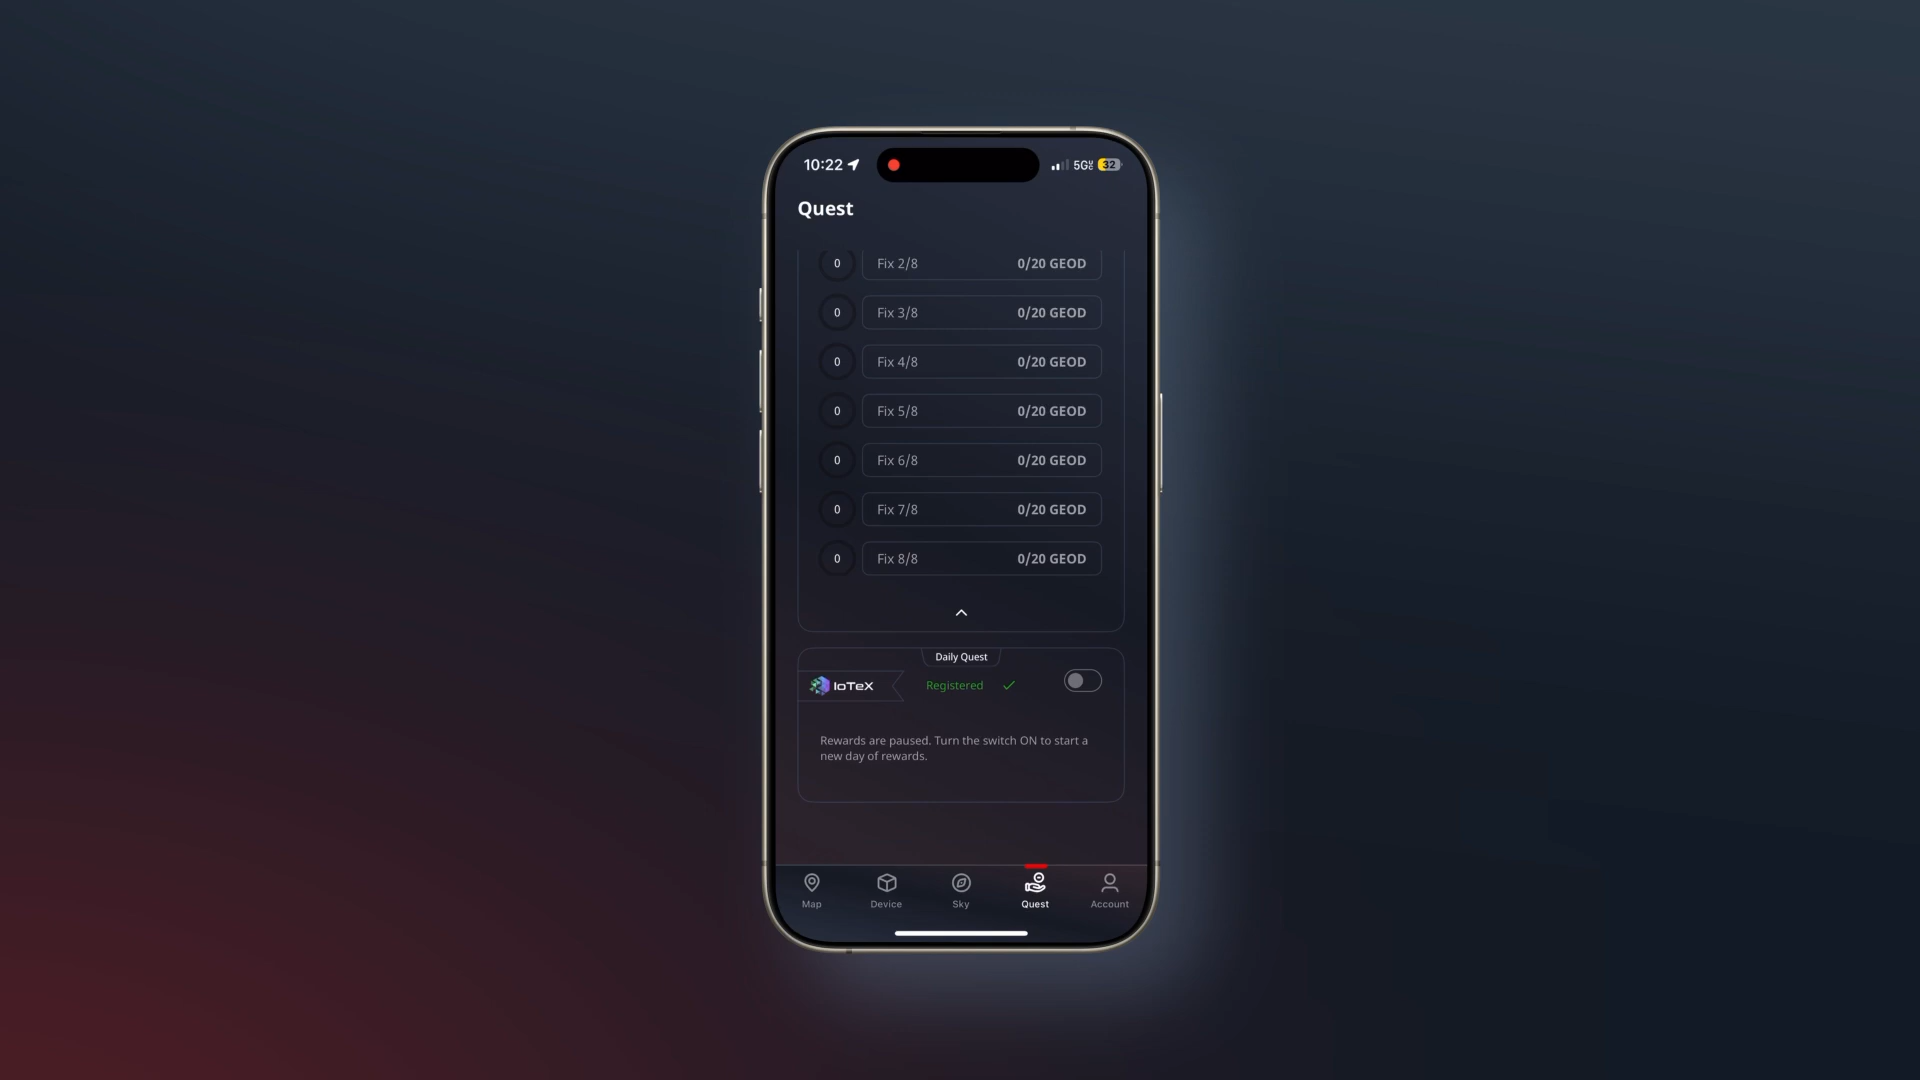 10:22
5G
32
Quest
0 Fix 2/8 0/20 GEOD
0 Fix 3/8 0/20 GEOD
0 Fix 4/8 0/20 GEOD
0 Fix 5/8 0/20 GEOD
0 Fix 6/8 0/20 GEOD
0 Fix 7/8 0/20 GEOD
0 Fix 8/8 0/20 GEOD
Daily Quest
IoTeX Registered
Rewards are paused. Turn the switch ON to start a
new day of rewards.
Map Device Sky Quest Account